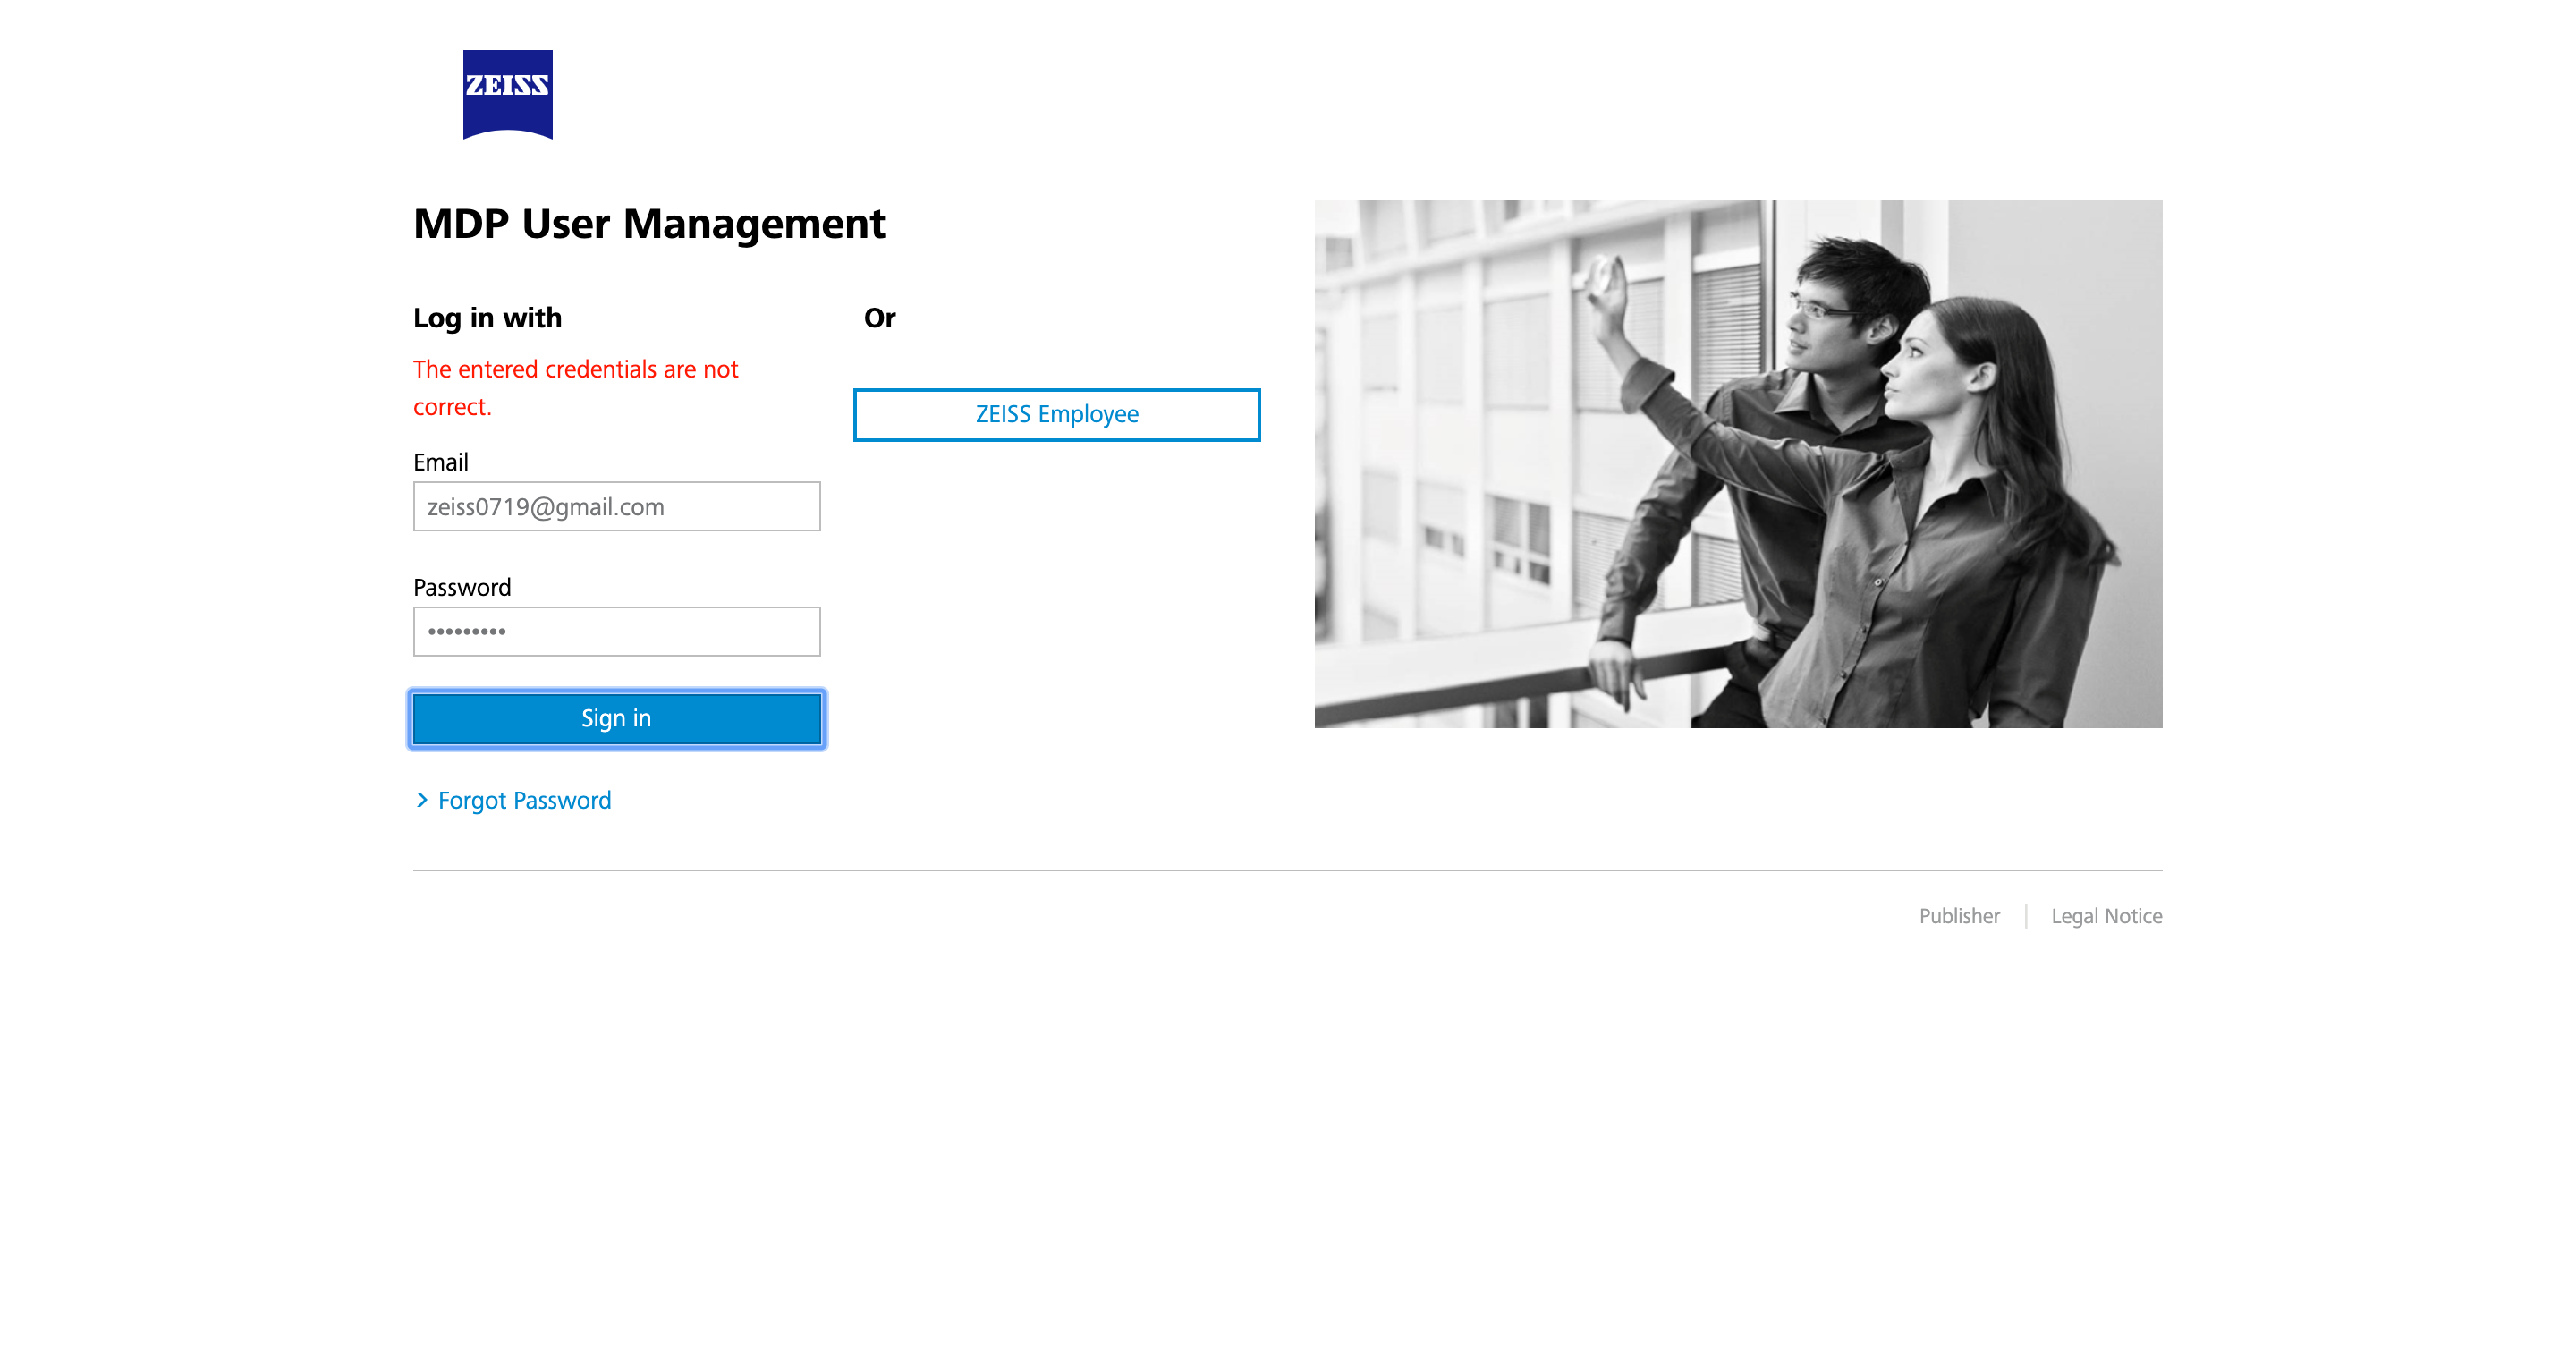 ZEISS
MDP User Management
Log in with
The entered credentials are not
correct.
Email
zeiss0719@gmail.com
Password
•••••••••
Sign in
Forgot Password
Or
ZEISS Employee
Publisher
Legal Notice